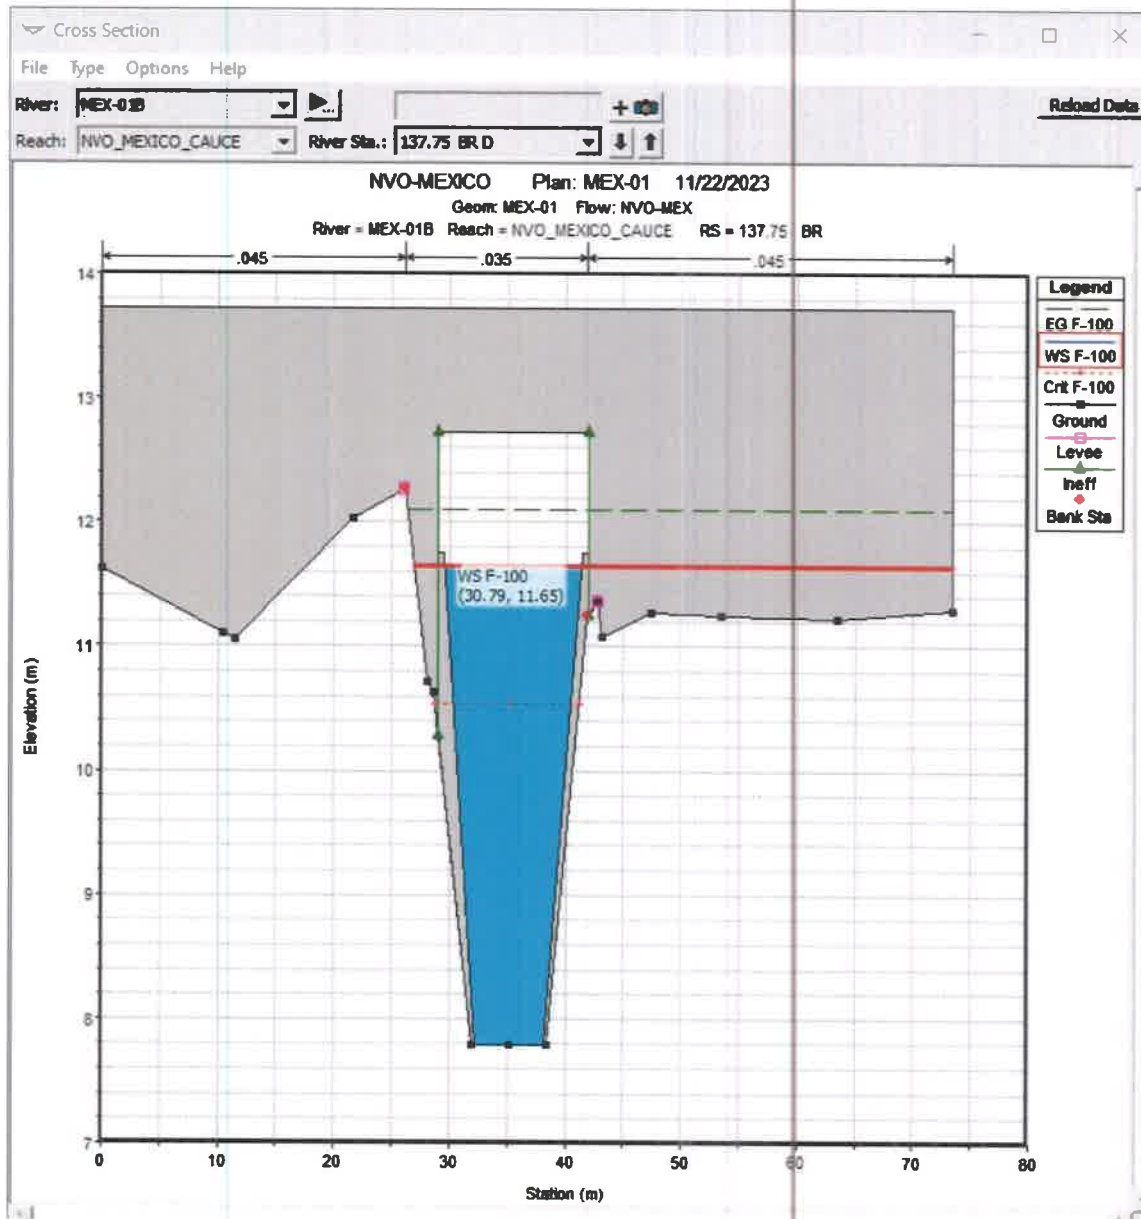 Cross Section
File Type Options Help
River: MEX-01B
Reload Data
Reach: NVO_MEXICO_CAUCE River Sta.: 137.75 BR D
NVO-MEXICO Plan: MEX-01 11/22/2023
Geom: MEX-01 Flow: NVO-MEX
River = MEX-01B Reach = NVO_MEXICO_CAUCE RS = 137.75 BR
.045 .035 .045
14
13
12
11
10
9
8
7
Elevation (m)
WS F-100
(30.79, 11.65)
0 10 20 30 40 50 60 70 80
Station (m)
Legend
EG F-100
WS F-100
Crit F-100
Ground
Levee
Ineff
Bank Sta